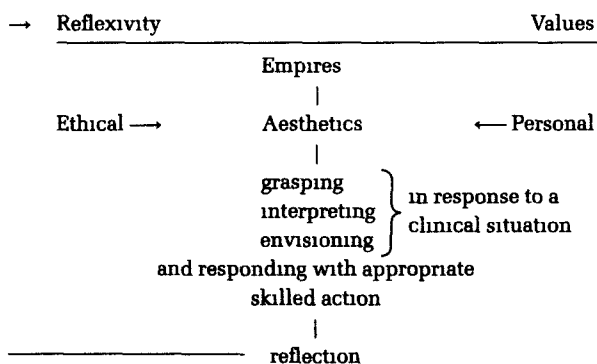 → Reflexivity Values
Empires
Ethical → Aesthetics ← Personal
grasping
interpreting
envisioning
in response to a
clinical situation
and responding with appropriate
skilled action
reflection